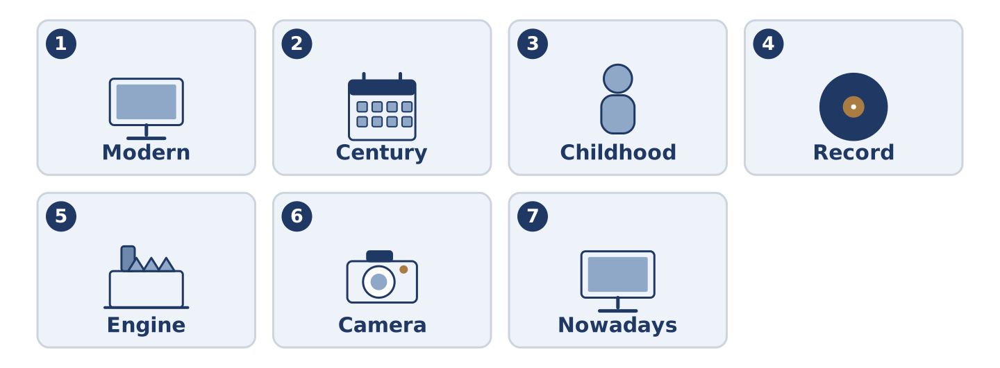 1
Modern
2
Century
3
Childhood
4
Record
5
Engine
6
Camera
7
Nowadays